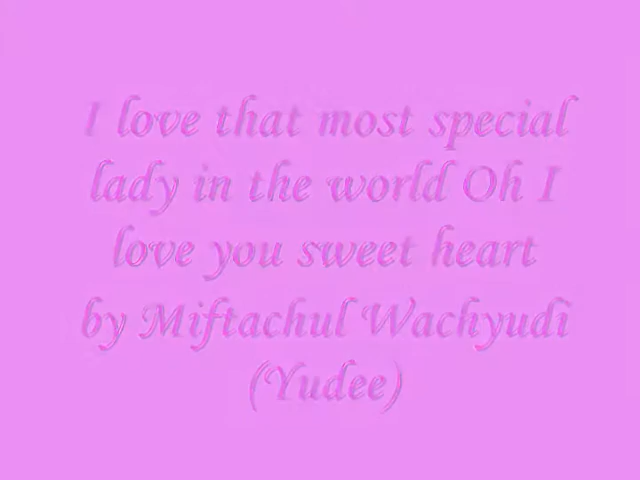 I love that most special
lady in the world Oh I
love you sweet heart
by Miftachul Wachyudi
(Yudee)